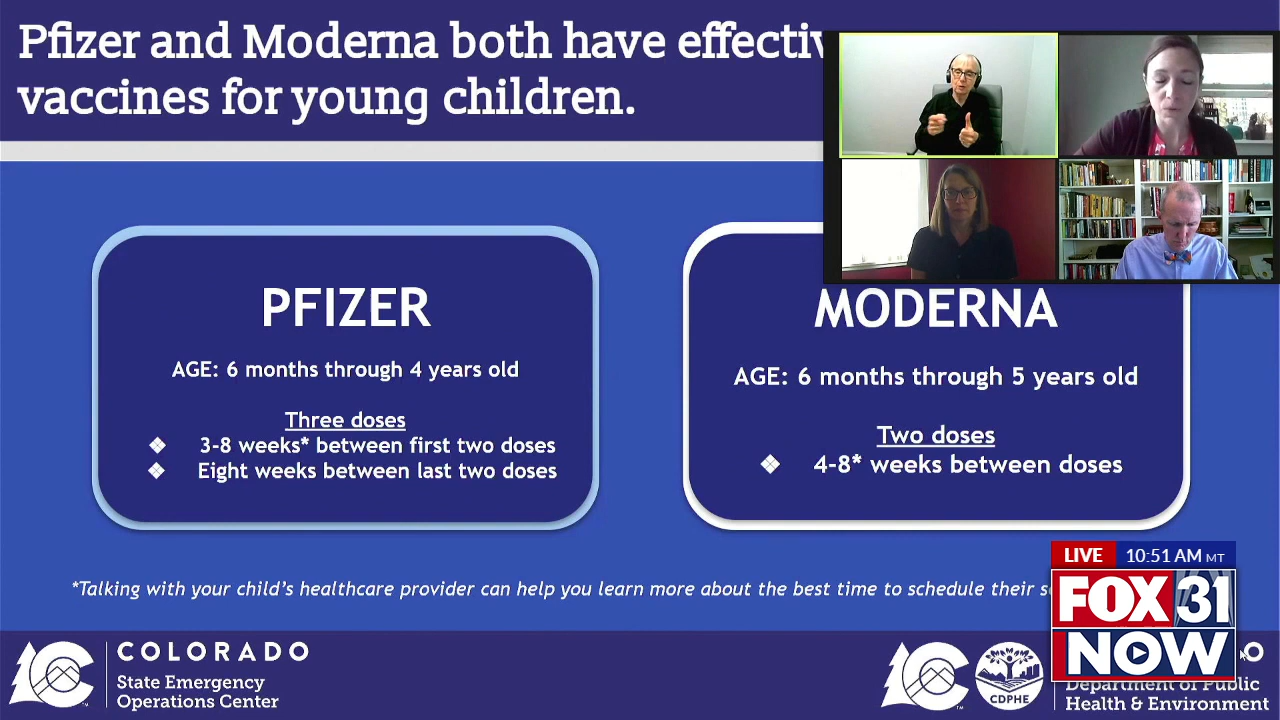 Pfizer and Moderna both have
vaccines for young children.
PFIZER
AGE: 6 months through 4 years old
Three doses
❖ 3-8 weeks* between first two doses
❖ Eight weeks between last two doses
MODERNA
AGE: 6 months through 5 years old
Two doses
❖ 4-8* weeks between doses
*Talking with your child's healthcare provider can help you learn more about the best time to schedule their
LIVE 10:51 AM MT
FOX 31
NOW
COLORADO
State Emergency
Operations Center
CDPHE
Department of Public
Health & Environment